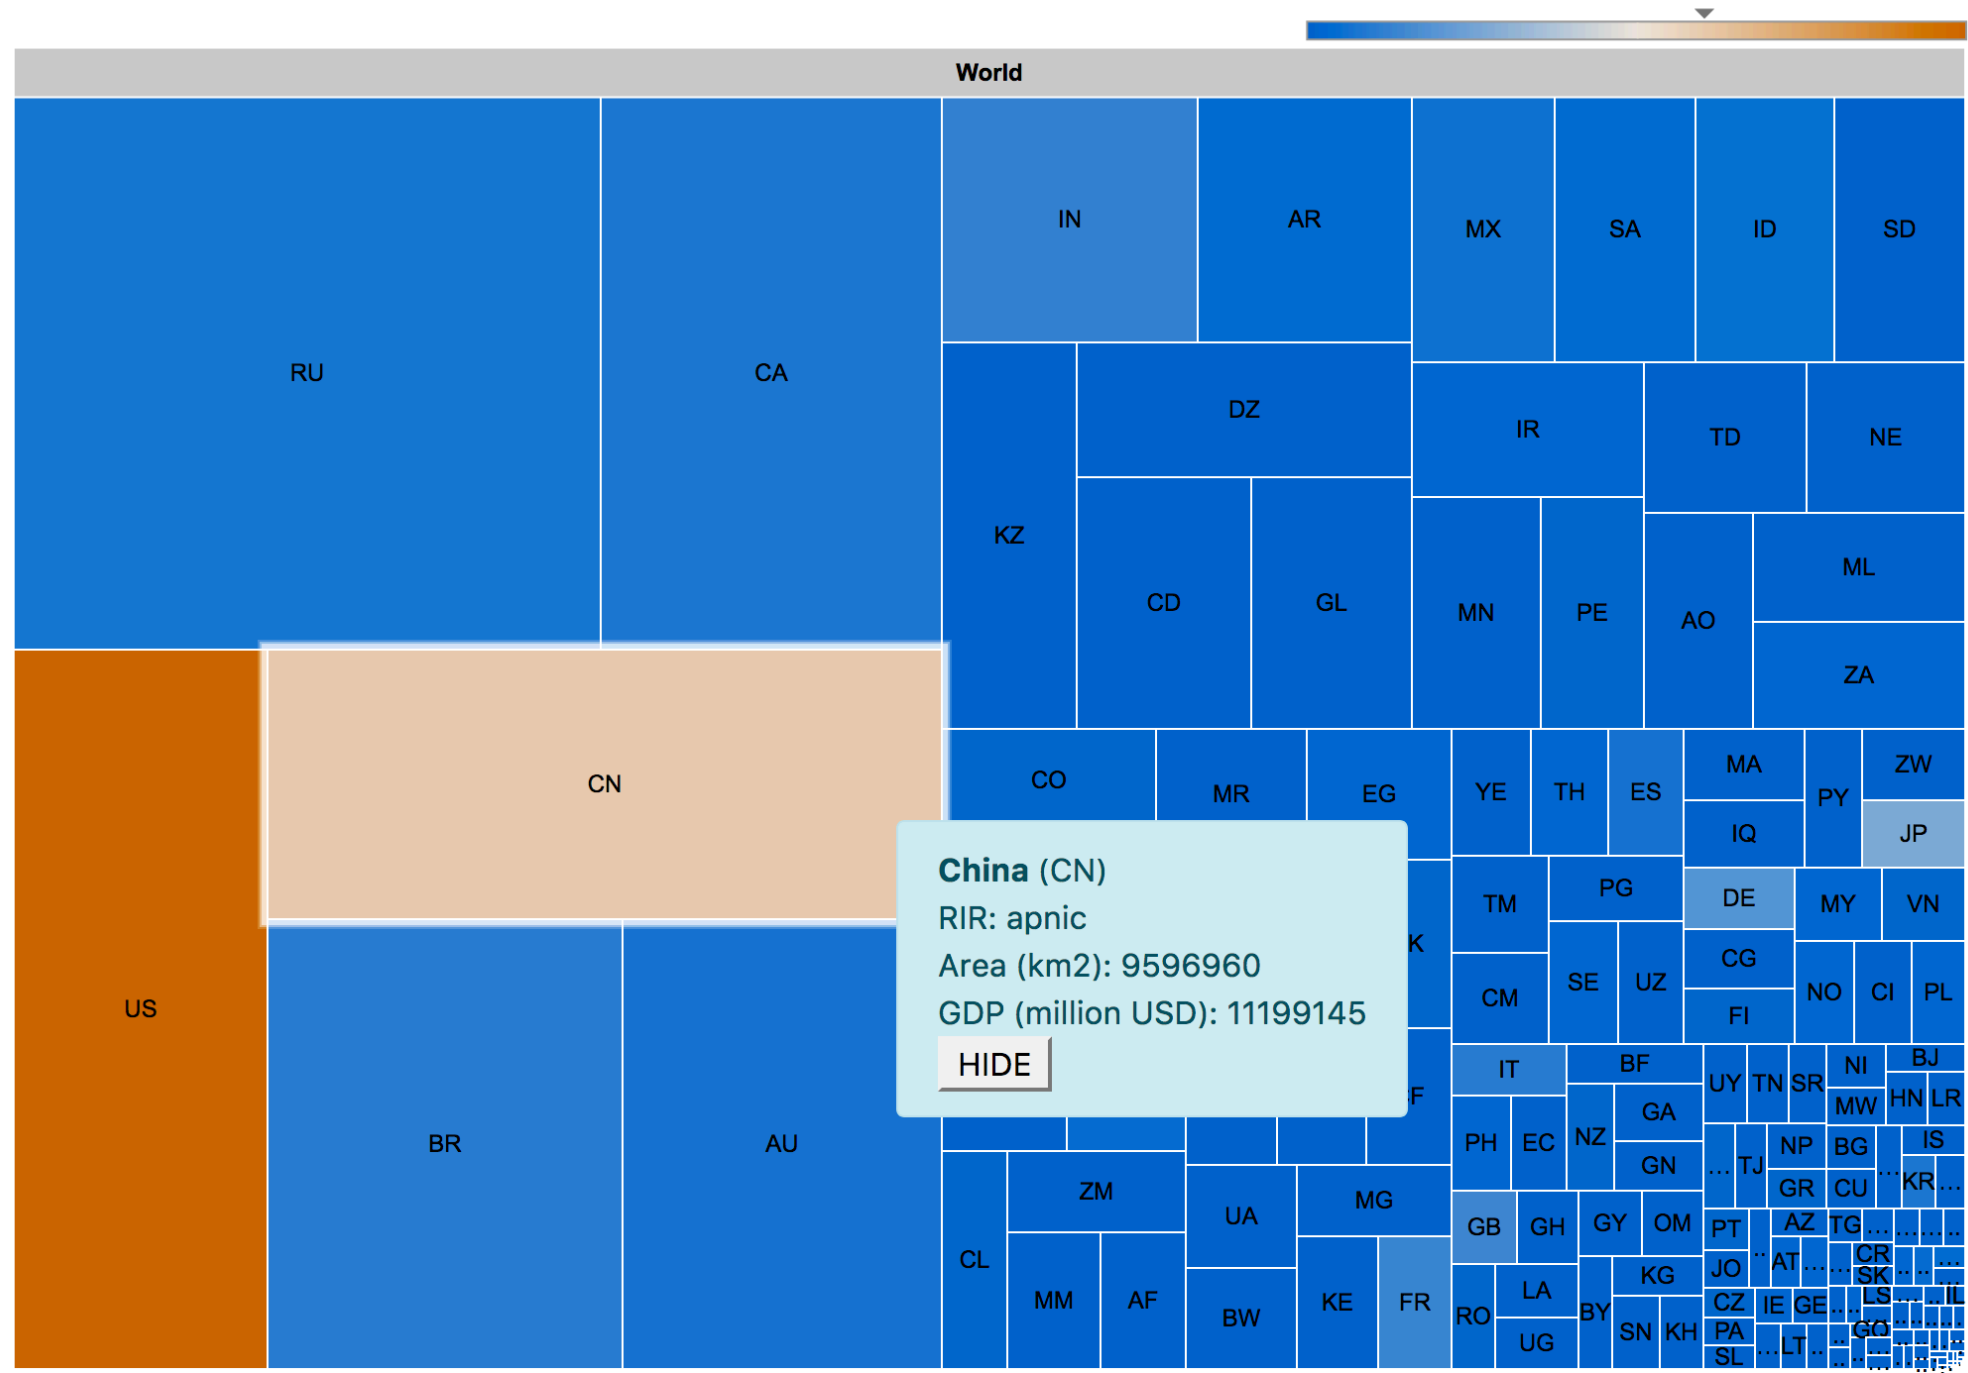 World
RU
CA
IN
AR
MX
SA
ID
SD
KZ
DZ
IR
TD
NE
CD
GL
MN
PE
AO
ML
ZA
US
CN
CO
MR
EG
YE
TH
ES
MA
PY
ZW
IQ
JP
China (CN)
RIR: apnic
Area (km2): 9596960
GDP (million USD): 11199145
HIDE
K
F
TM
PG
DE
MY
VN
CG
CM
SE
UZ
FI
NO
CI
PL
BR
AU
IT
BF
UY
TN
SR
NI
BJ
MW
HN
LR
PH
EC
NZ
GA
GN
...
TJ
NP
BG
...
IS
GR
CU
KR
...
CL
ZM
UA
MG
GB
GH
GY
OM
PT
AZ
TG
JO
AT
...
CR
SK
MM
AF
BW
KE
FR
RO
LA
UG
BY
KG
SN
KH
CZ
IE
GE
LS
IL
PA
GQ
SL
LT